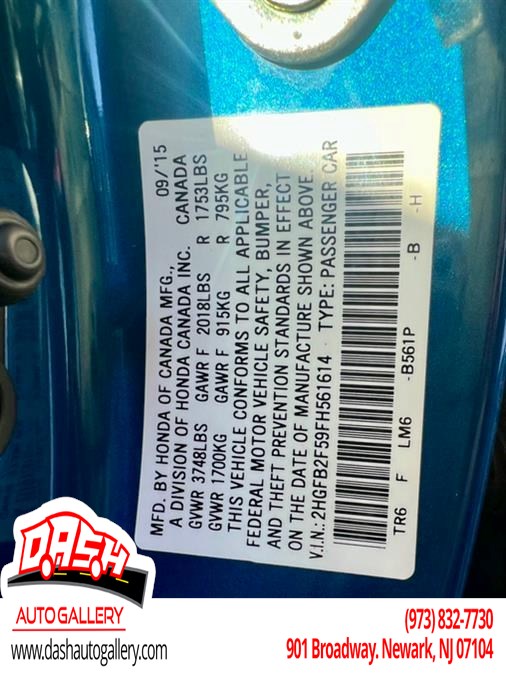 MFD. BY HONDA OF CANADA MFG., 09/15
A DIVISION OF HONDA CANADA INC. CANADA
GVWR 3748LBS GAWR F 2018LBS R 1753LBS
GVWR 1700KG GAWR F 915KG R 795KG
THIS VEHICLE CONFORMS TO ALL APPLICABLE
FEDERAL MOTOR VEHICLE SAFETY, BUMPER,
AND THEFT PREVENTION STANDARDS IN EFFECT
ON THE DATE OF MANUFACTURE SHOWN ABOVE.
V.I.N.:2HGFB2F59FH561614 TYPE: PASSENGER CAR
TR6 F LM6 -B561P -B -H
DASH
AUTO GALLERY
www.dashautogallery.com
(973) 832-7730
901 Broadway. Newark, NJ 07104